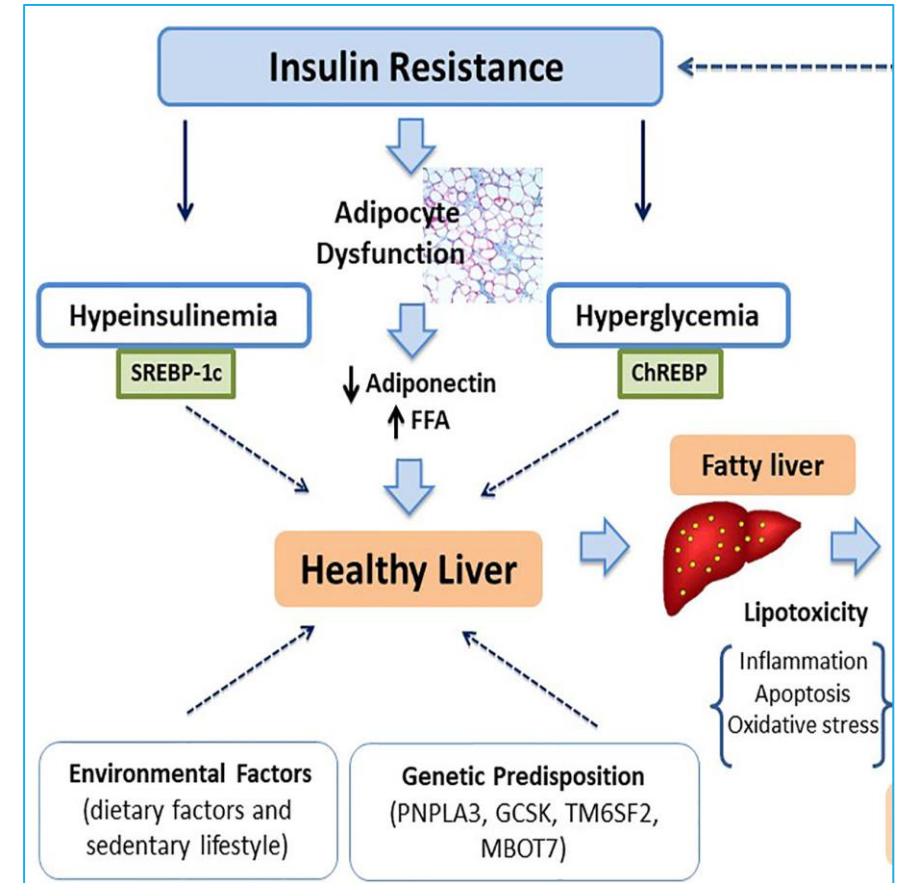 Insulin Resistance
Adipocyte
Dysfunction
Hypeinsulinemia
SREBP-1c
Hyperglycemia
ChREBP
↓ Adiponectin
↑ FFA
Healthy Liver
Fatty liver
Lipotoxicity
Inflammation
Apoptosis
Oxidative stress
Environmental Factors
(dietary factors and
sedentary lifestyle)
Genetic Predisposition
(PNPLA3, GCSK, TM6SF2,
MBOT7)